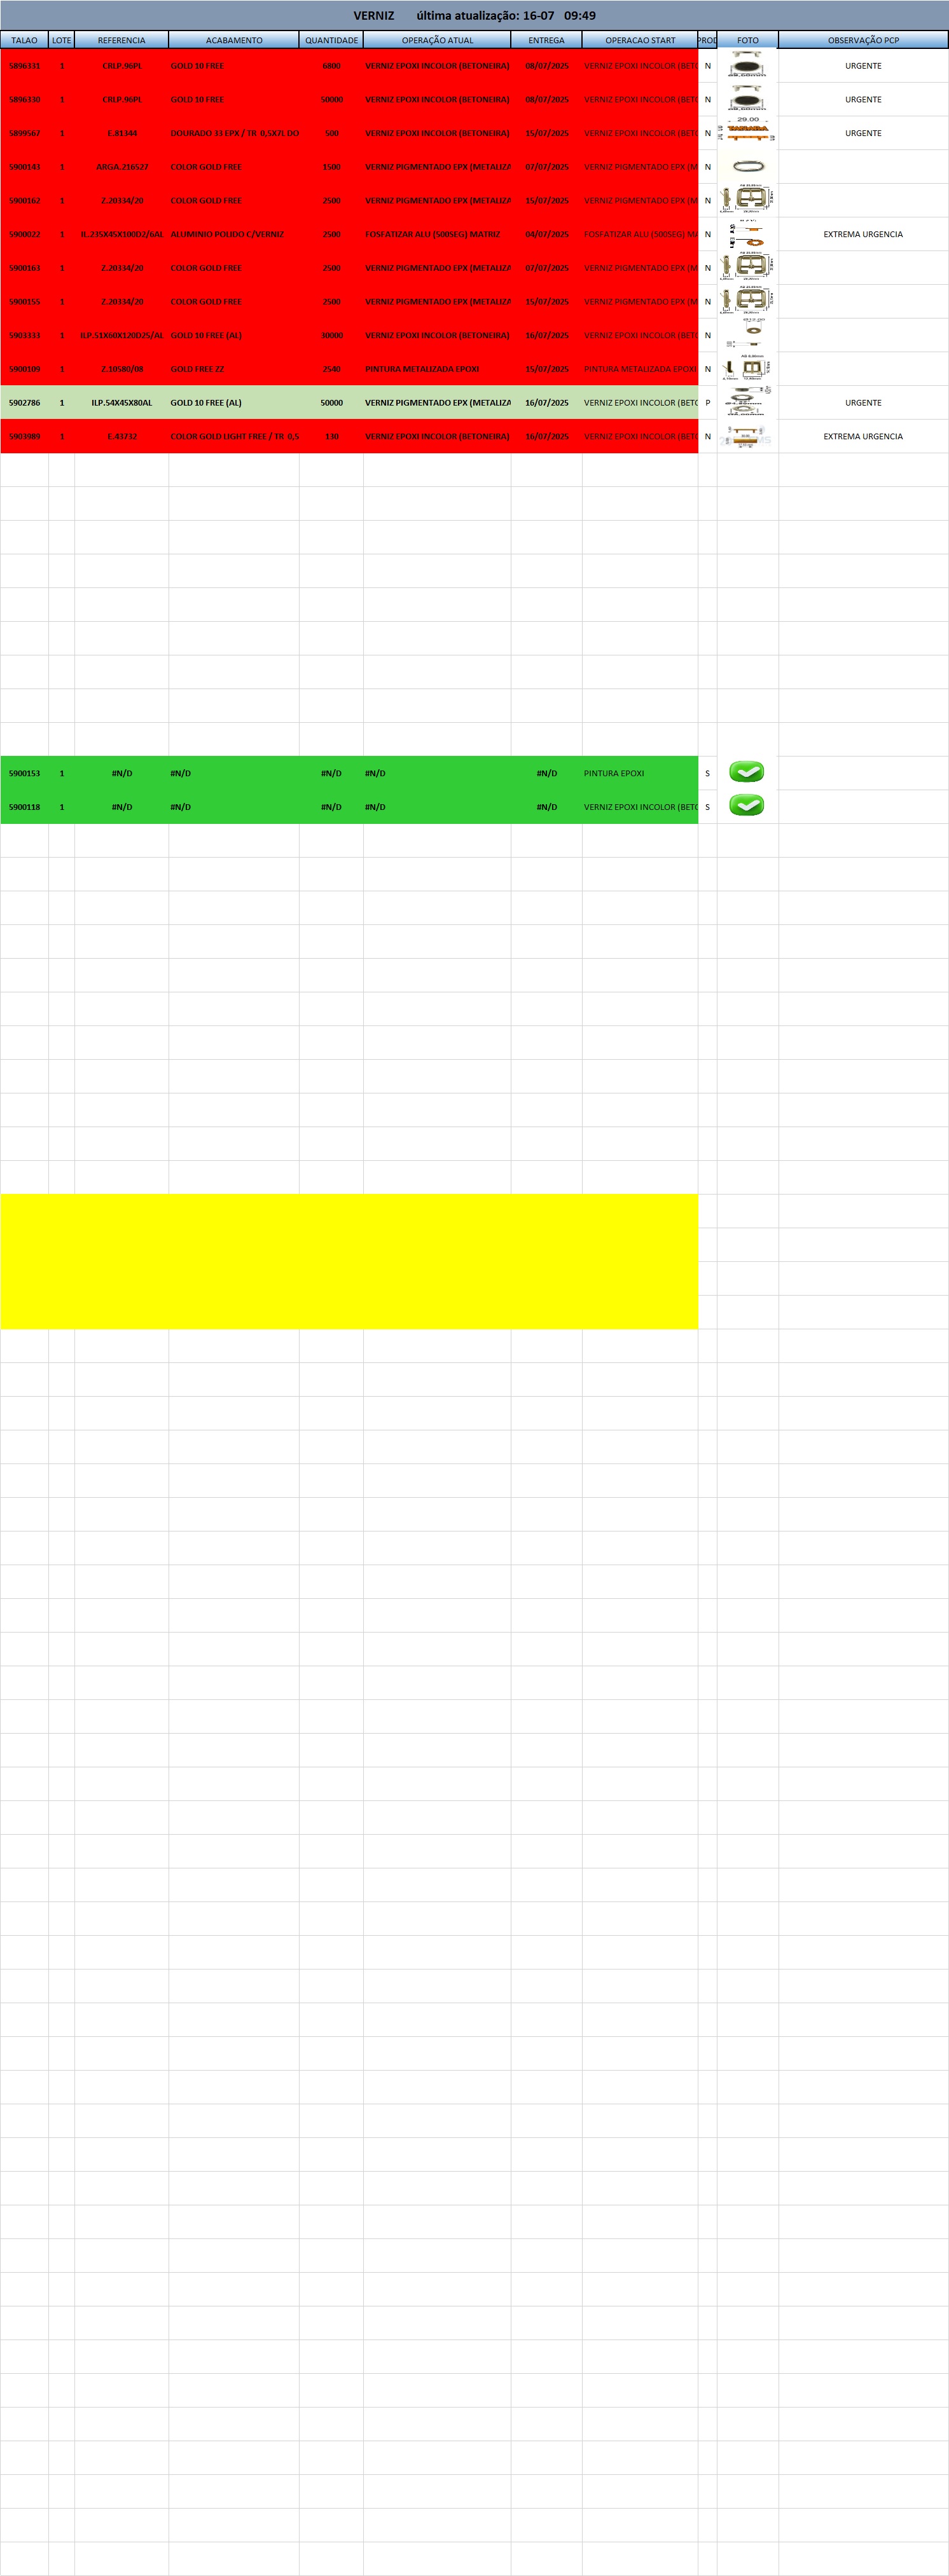 VERNIZ última atualização: 16-07 09:49
TALAO LOTE REFERENCIA ACABAMENTO QUANTIDADE OPERAÇÃO ATUAL ENTREGA OPERACAO START PROD FOTO OBSERVAÇÃO PCP
5896331 1 CRLP.96PL GOLD 10 FREE 6800 VERNIZ EPOXI INCOLOR (BETONEIRA) 08/07/2025 VERNIZ EPOXI INCOLOR (BETO N URGENTE
5896330 1 CRLP.96PL GOLD 10 FREE 50000 VERNIZ EPOXI INCOLOR (BETONEIRA) 08/07/2025 VERNIZ EPOXI INCOLOR (BETO N URGENTE
5899567 1 E.81344 DOURADO 33 EPX / TR 0,5X7L DO 500 VERNIZ EPOXI INCOLOR (BETONEIRA) 15/07/2025 VERNIZ EPOXI INCOLOR (BETO N 29.00 URGENTE
5900143 1 ARGA.216527 COLOR GOLD FREE 1500 VERNIZ PIGMENTADO EPX (METALIZA 15/07/2025 VERNIZ PIGMENTADO EPX (M N
5900162 1 Z.20334/20 COLOR GOLD FREE 2500 VERNIZ PIGMENTADO EPX (METALIZA 15/07/2025 VERNIZ PIGMENTADO EPX (M N
5900022 1 IL.235X45X100D2/6AL ALUMINIO POLIDO C/VERNIZ 2500 FOSFATIZAR ALU (500SEG) MATRIZ 04/07/2025 FOSFATIZAR ALU (500SEG) MA N EXTREMA URGENCIA
5900163 1 Z.20334/20 COLOR GOLD FREE 2500 VERNIZ PIGMENTADO EPX (METALIZA 07/07/2025 VERNIZ PIGMENTADO EPX (M N
5900155 1 Z.20334/20 COLOR GOLD FREE 2500 VERNIZ PIGMENTADO EPX (METALIZA 15/07/2025 VERNIZ PIGMENTADO EPX (M N
5903333 1 ILP.51X60X120D25/AL GOLD 10 FREE (AL) 30000 VERNIZ EPOXI INCOLOR (BETONEIRA) 16/07/2025 VERNIZ EPOXI INCOLOR (BETO N
5900109 1 Z.10580/08 GOLD FREE ZZ 2540 PINTURA METALIZADA EPOXI 15/07/2025 PINTURA METALIZADA EPOXI N
5902786 1 ILP.54X45X80AL GOLD 10 FREE (AL) 50000 VERNIZ PIGMENTADO EPX (METALIZA 16/07/2025 VERNIZ EPOXI INCOLOR (BETO P URGENTE
5903989 1 E.43732 COLOR GOLD LIGHT FREE / TR 0,5 130 VERNIZ EPOXI INCOLOR (BETONEIRA) 16/07/2025 VERNIZ EPOXI INCOLOR (BETO N EXTREMA URGENCIA
5900153 1 #N/D #N/D #N/D #N/D #N/D PINTURA EPOXI S
5900118 1 #N/D #N/D #N/D #N/D #N/D VERNIZ EPOXI INCOLOR (BETO S